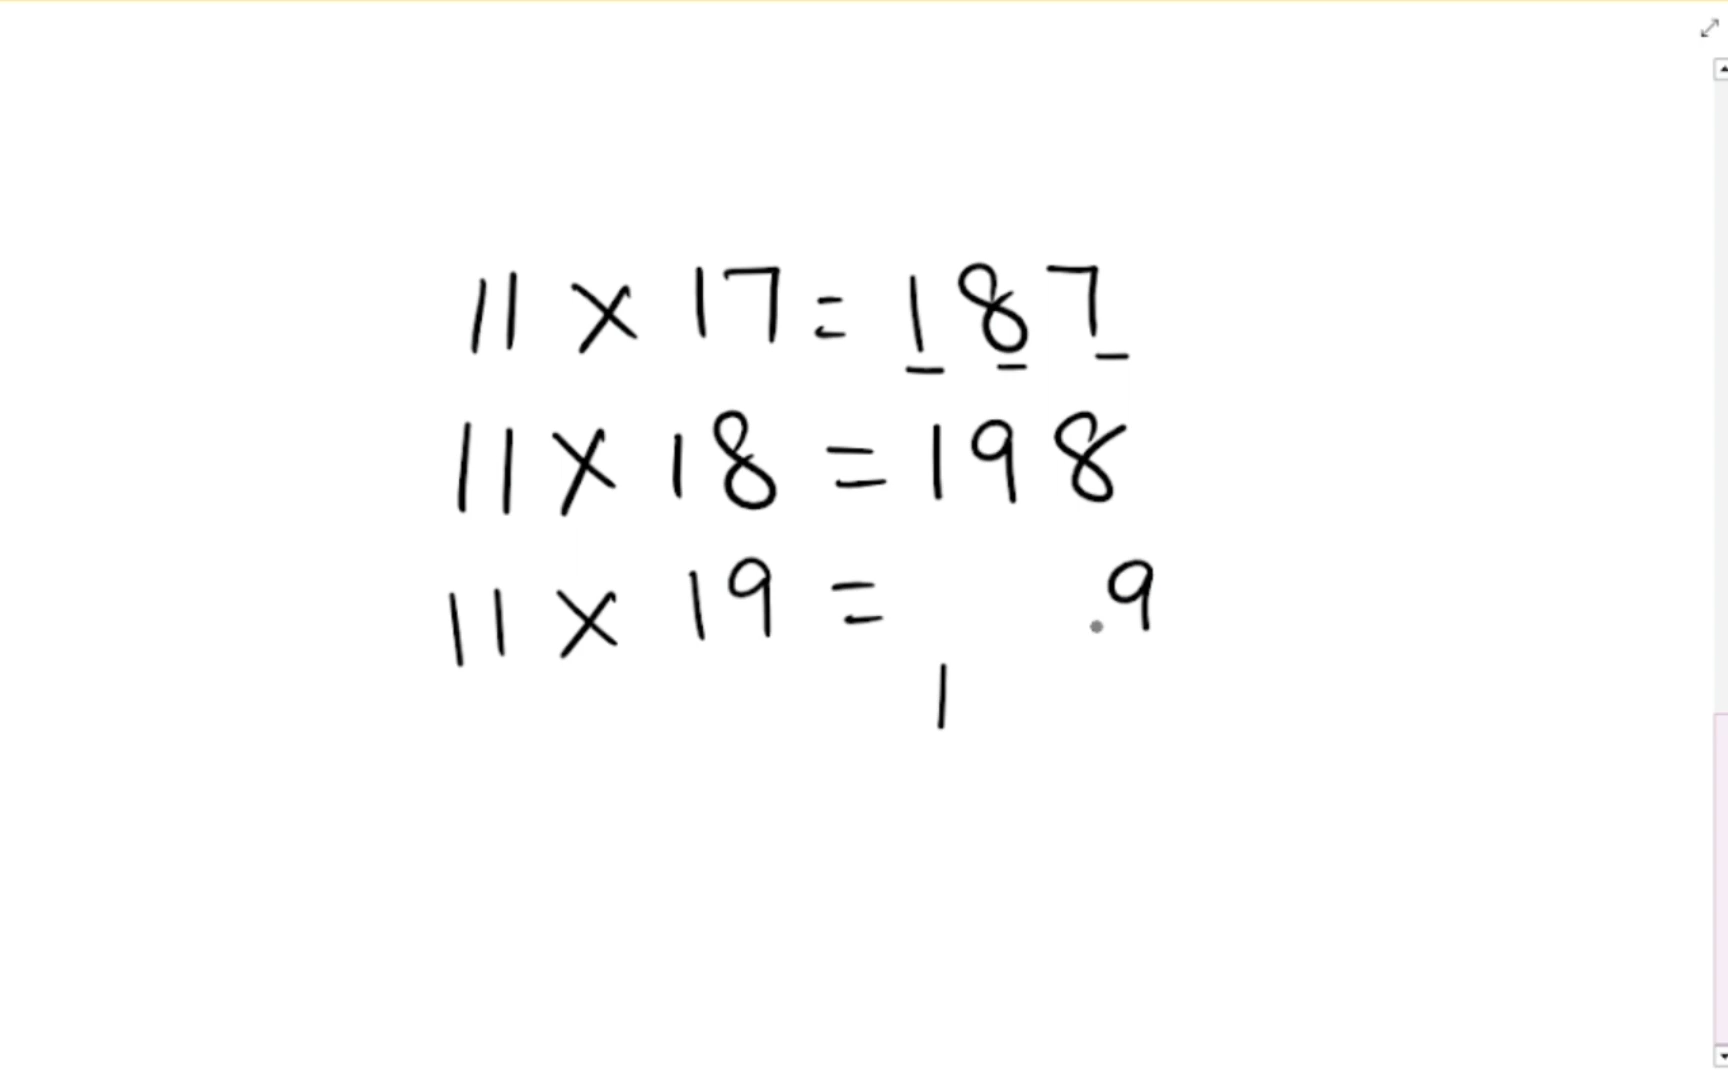 11 × 17 = 187
11 × 18 = 198
11 × 19 = 9
1